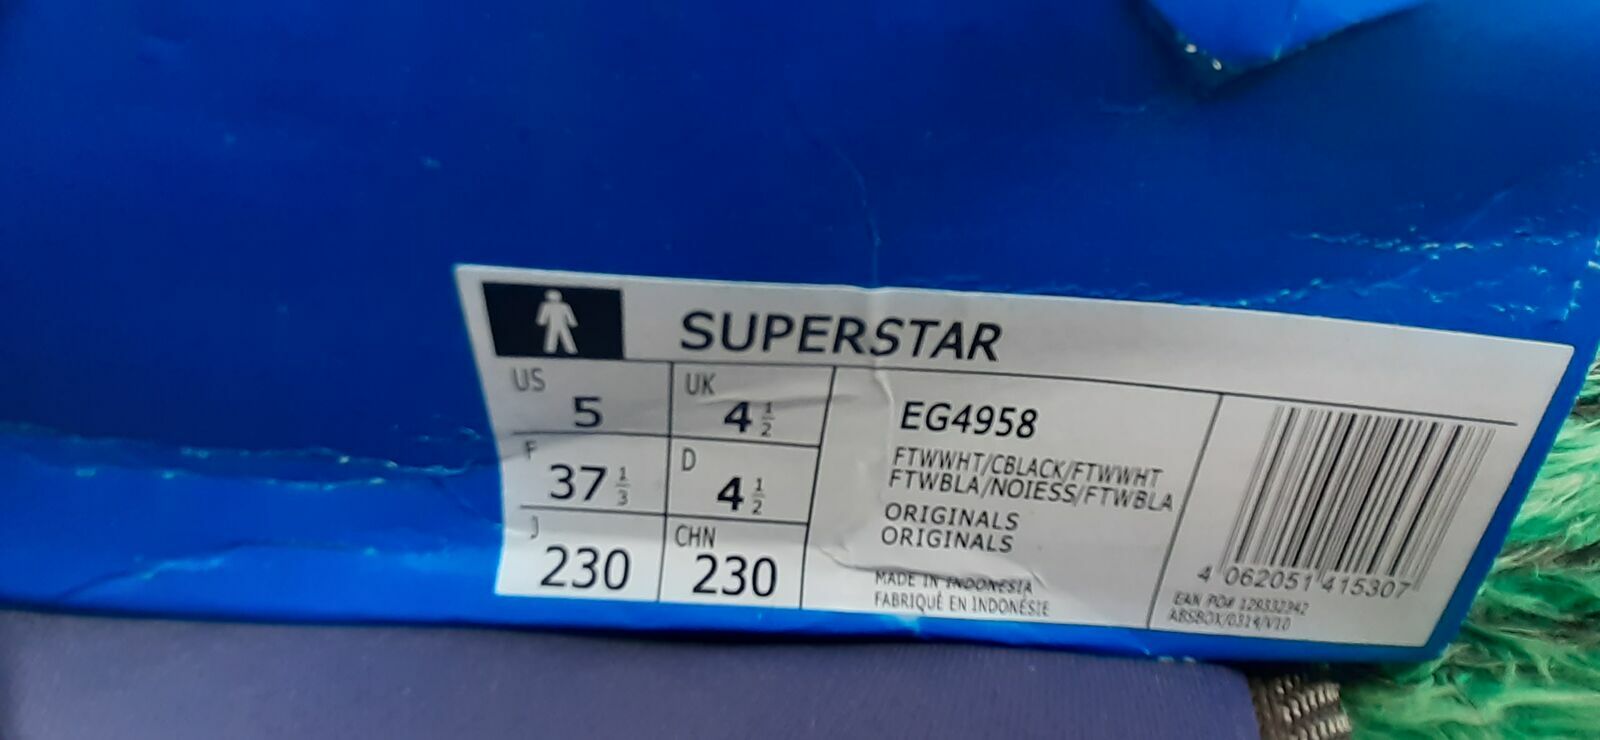 SUPERSTAR
US 5
UK 4 1/2
F 37 1/3
D 4 1/2
J 230
CHN 230
EG4958
FTWWHT/CBLACK/FTWWHT
FTWBLA/NOIESS/FTWBLA
ORIGINALS
ORIGINALS
MADE IN INDONESIA
FABRIQUÉ EN INDONÉSIE
4 062051 415307
EAN PO# 129332342
ABSBOX/0314/V10